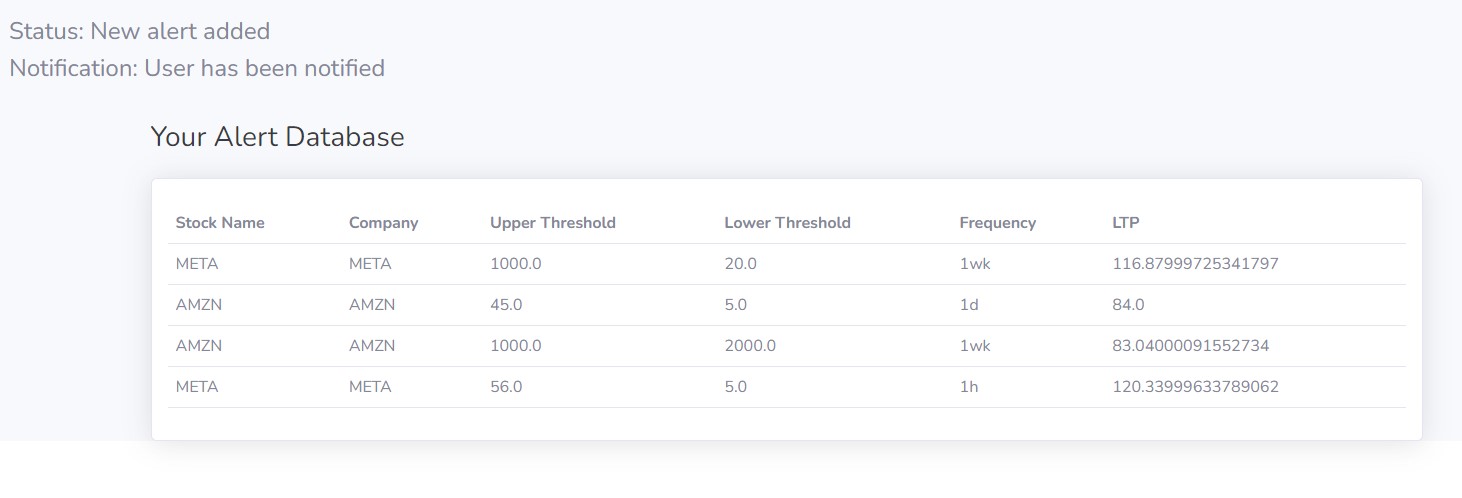 Status: New alert added
Notification: User has been notified
Your Alert Database
Stock Name Company Upper Threshold Lower Threshold Frequency LTP
META META 1000.0 20.0 1wk 116.87999725341797
AMZN AMZN 45.0 5.0 1d 84.0
AMZN AMZN 1000.0 2000.0 1wk 83.04000091552734
META META 56.0 5.0 1h 120.33999633789062